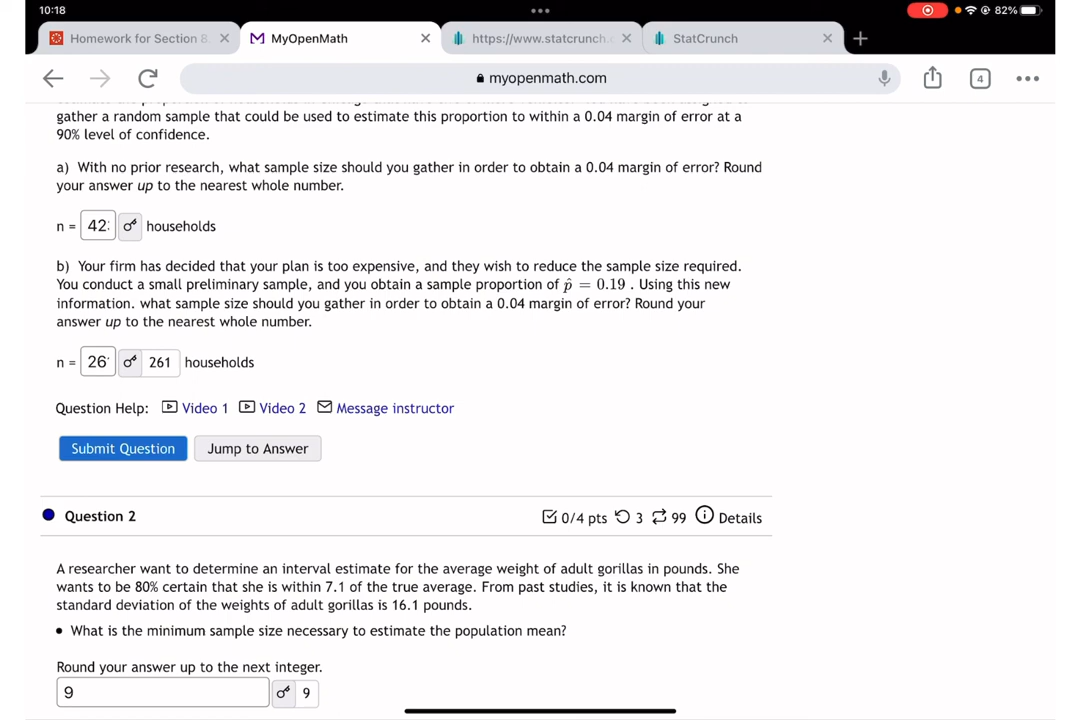 10:18
82%
Homework for Section 8.
MyOpenMath
https://www.statcrunch.c
StatCrunch
myopenmath.com
4
gather a random sample that could be used to estimate this proportion to within a 0.04 margin of error at a
90% level of confidence.
a) With no prior research, what sample size should you gather in order to obtain a 0.04 margin of error? Round
your answer up to the nearest whole number.
n = 42 households
b) Your firm has decided that your plan is too expensive, and they wish to reduce the sample size required.
You conduct a small preliminary sample, and you obtain a sample proportion of p̂ = 0.19 . Using this new
information. what sample size should you gather in order to obtain a 0.04 margin of error? Round your
answer up to the nearest whole number.
n = 26 261 households
Question Help: Video 1 Video 2 Message instructor
Submit Question Jump to Answer
Question 2
0/4 pts 3 99 Details
A researcher want to determine an interval estimate for the average weight of adult gorillas in pounds. She
wants to be 80% certain that she is within 7.1 of the true average. From past studies, it is known that the
standard deviation of the weights of adult gorillas is 16.1 pounds.
• What is the minimum sample size necessary to estimate the population mean?
Round your answer up to the next integer.
9 9